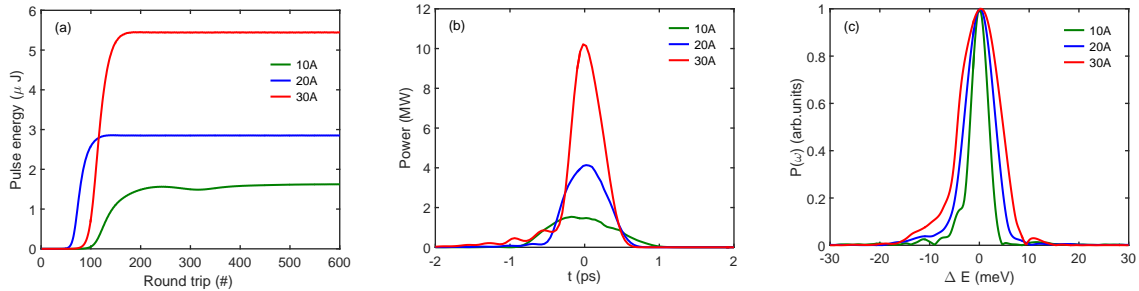 (a)
Pulse energy (μ J)
6
5
4
3
2
1
0
10A
20A
30A
0 100 200 300 400 500 600
Round trip (#)
(b)
Power (MW)
12
10
8
6
4
2
0
10A
20A
30A
-2 -1 0 1 2
t (ps)
(c)
P(ω) (arb.units)
1
0.8
0.6
0.4
0.2
0
10A
20A
30A
-30 -20 -10 0 10 20 30
Δ E (meV)